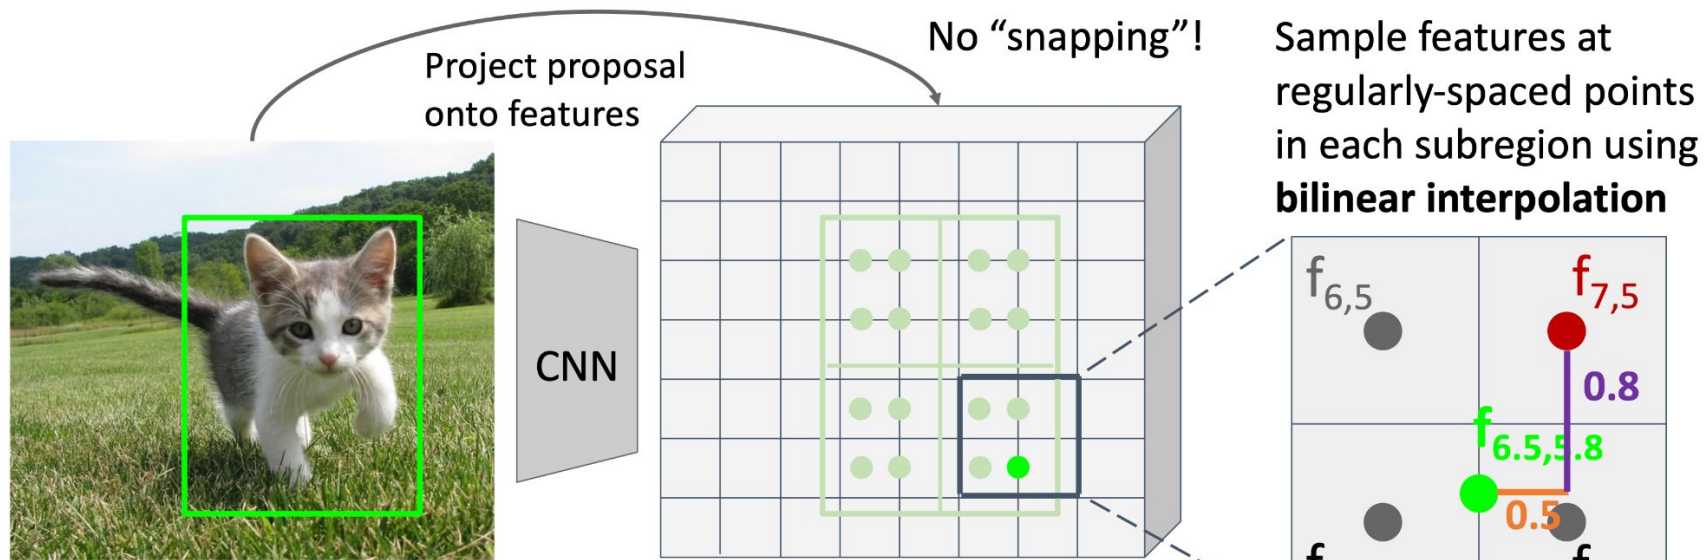 No “snapping”!
Project proposal
onto features
Sample features at
regularly-spaced points
in each subregion using
bilinear interpolation
CNN
f6,5
f7,5
0.8
f6.5,5.8
0.5
f
f